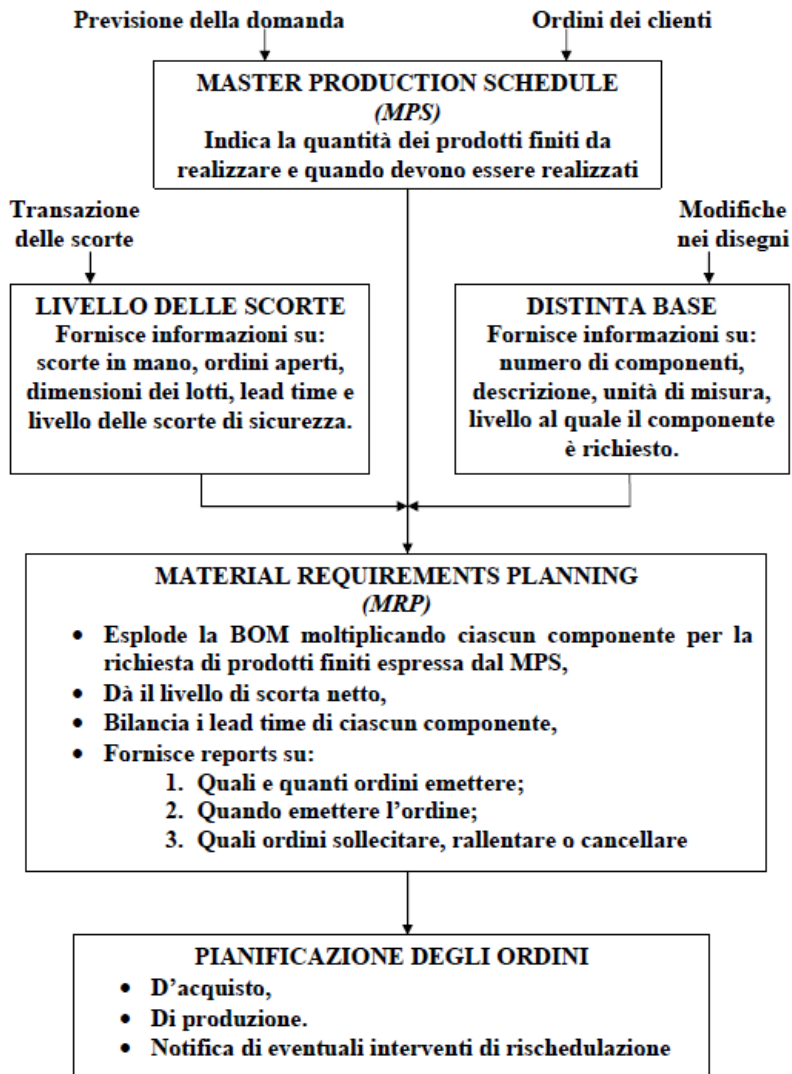 Previsione della domanda
Ordini dei clienti
MASTER PRODUCTION SCHEDULE
(MPS)
Indica la quantità dei prodotti finiti da
realizzare e quando devono essere realizzati
Transazione
delle scorte
Modifiche
nei disegni
LIVELLO DELLE SCORTE
Fornisce informazioni su:
scorte in mano, ordini aperti,
dimensioni dei lotti, lead time e
livello delle scorte di sicurezza.
DISTINTA BASE
Fornisce informazioni su:
numero di componenti,
descrizione, unità di misura,
livello al quale il componente
è richiesto.
MATERIAL REQUIREMENTS PLANNING
(MRP)
• Esplode la BOM moltiplicando ciascun componente per la
richiesta di prodotti finiti espressa dal MPS,
• Dà il livello di scorta netto,
• Bilancia i lead time di ciascun componente,
• Fornisce reports su:
1. Quali e quanti ordini emettere;
2. Quando emettere l'ordine;
3. Quali ordini sollecitare, rallentare o cancellare
PIANIFICAZIONE DEGLI ORDINI
• D'acquisto,
• Di produzione.
• Notifica di eventuali interventi di rischedulazione